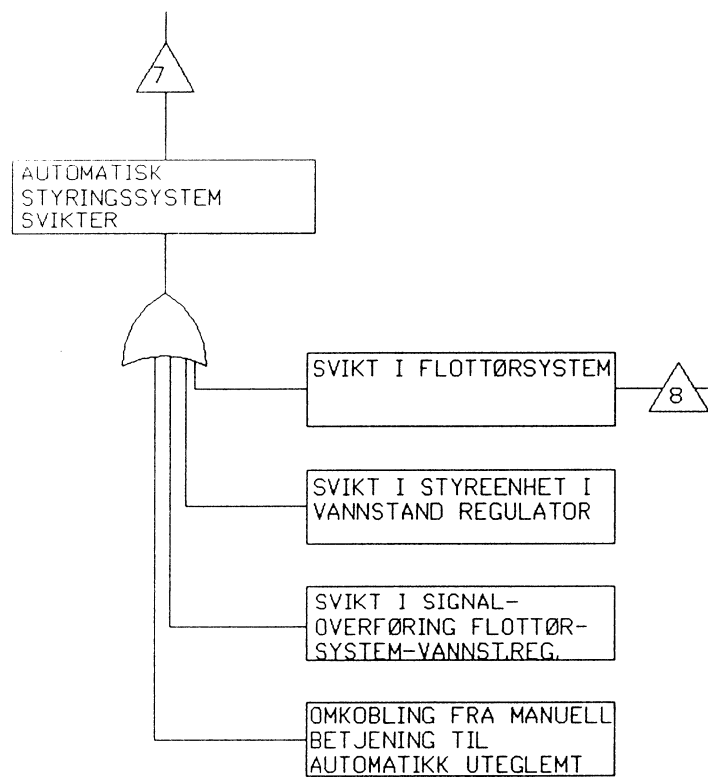 7
AUTOMATISK
STYRINGSSYSTEM
SVIKTER
SVIKT I FLOTTØRSYSTEM
8
SVIKT I STYREENHET I
VANNSTAND REGULATOR
SVIKT I SIGNAL-
OVERFØRING FLOTTØR-
SYSTEM-VANNST.REG.
OMKOBLING FRA MANUELL
BETJENING TIL
AUTOMATIKK UTEGLEMT